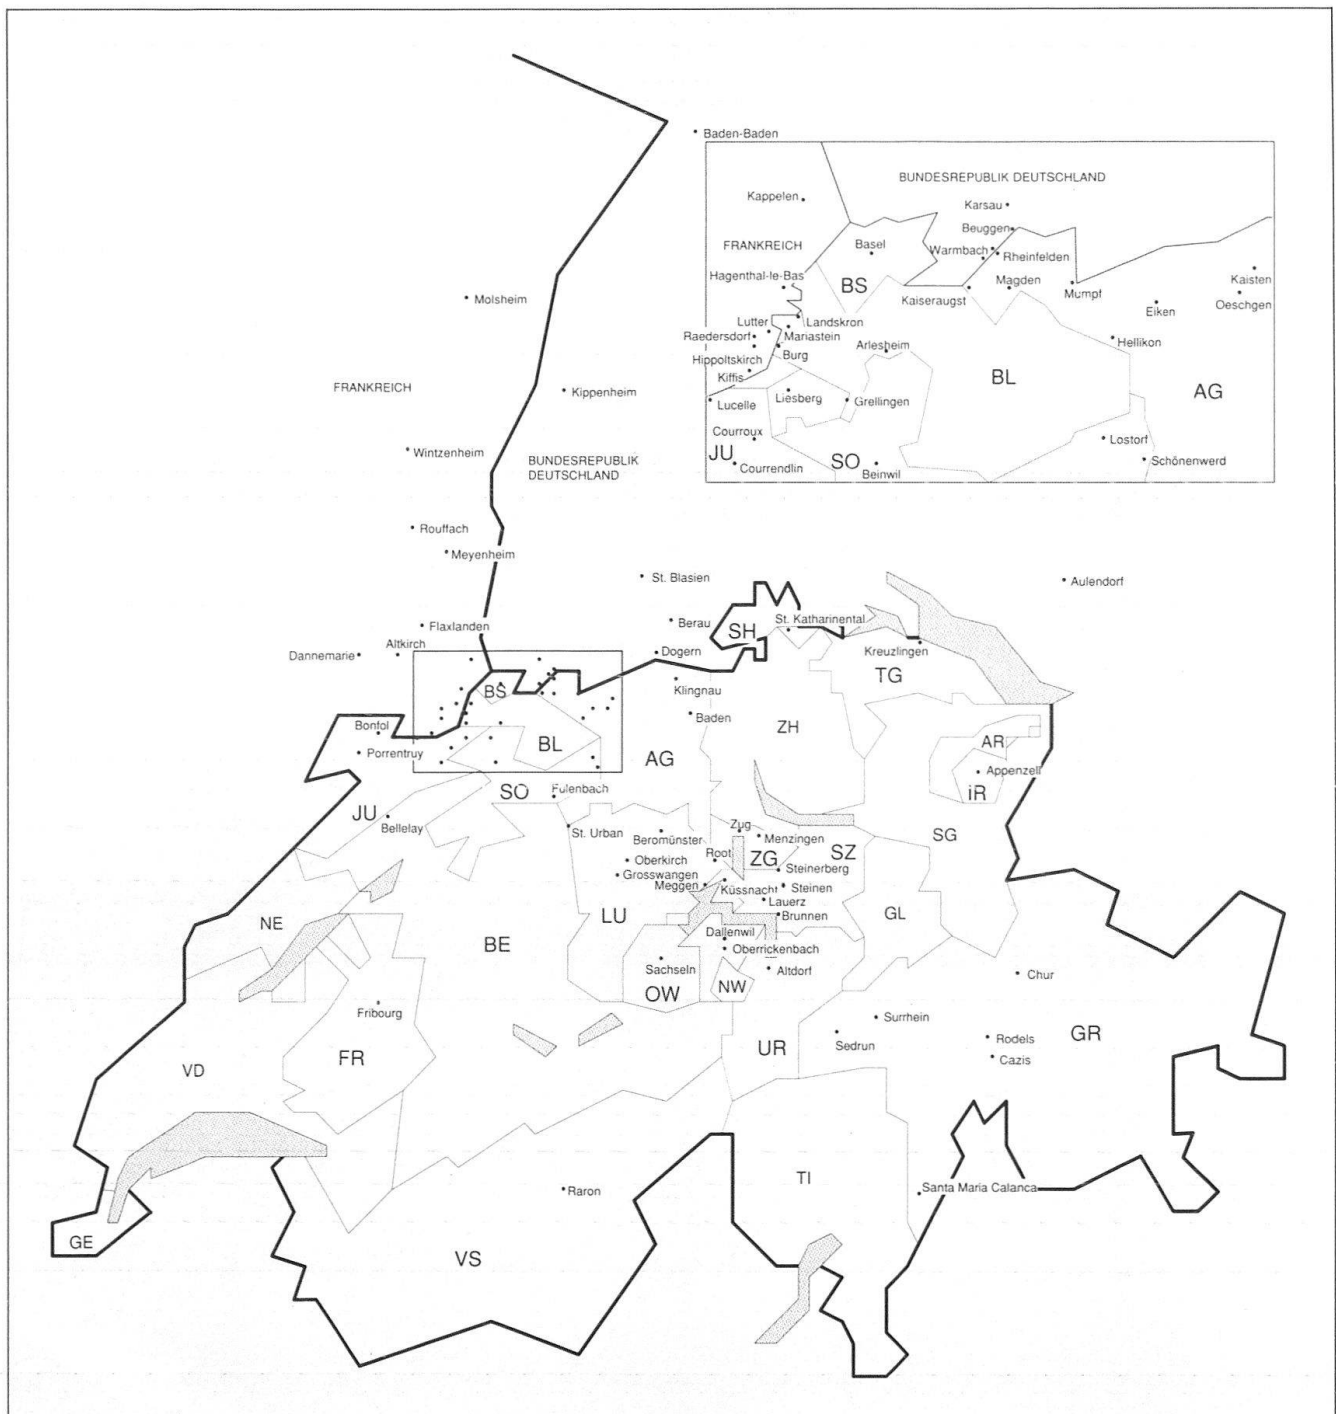 Baden-Baden
BUNDESREPUBLIK DEUTSCHLAND
Kappelen
Karsau
Beuggen
FRANKREICH
Basel
Warmbach
Rheinfelden
Hagenthal-le-Bas
BS
Kaiseraugst
Magden
Mumpf
Kaisten
Oeschgen
Eiken
Lutter
Landskron
Raedersdorf
Mariastein
Arlesheim
Hellikon
Hippoltskirch
Burg
Kiffis
BL
AG
Lucelle
Liesberg
Grellingen
Courroux
Lostorf
JU
SO
Courrendlin
Beinwil
Schönenwerd
Molsheim
FRANKREICH
Kippenheim
Wintzenheim
BUNDESREPUBLIK
DEUTSCHLAND
Rouffach
Meyenheim
St. Blasien
Aulendorf
Flaxlanden
Berau
SH
St. Katharinental
Altkirch
Dannemarie
Dogern
Kreuzlingen
TG
BS
Klingnau
Bonfol
Baden
ZH
Porrentruy
BL
AG
AR
Appenzell
SO
Fulenbach
iR
JU
Bellelay
St. Urban
Beromünster
Zug
Menzingen
SG
Oberkirch
Root
ZG
SZ
Grosswangen
Steinerberg
Meggen
Küssnacht
Steinen
Lauerz
LU
GL
NE
BE
Brunnen
Dallenwil
Oberrickenbach
Sachseln
Altdorf
Chur
OW
NW
Fribourg
Surrhein
Sedrun
Rodels
GR
UR
FR
Cazis
VD
TI
Raron
Santa Maria Calanca
GE
VS